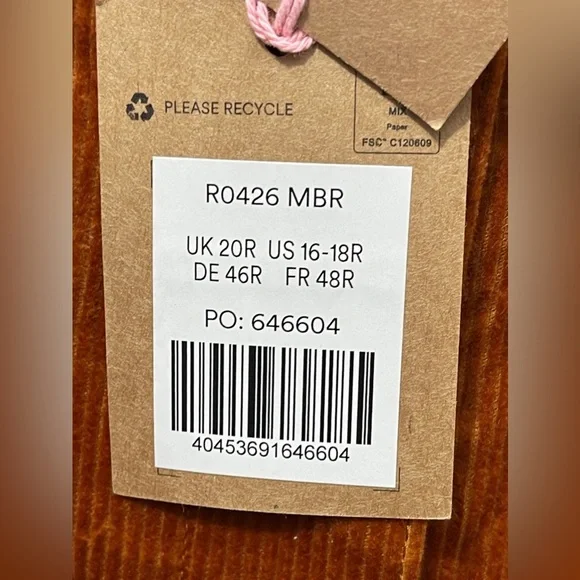 PLEASE RECYCLE
MIX
Paper
FSC® C120609
R0426 MBR
UK 20R US 16-18R
DE 46R FR 48R
PO: 646604
40453691646604